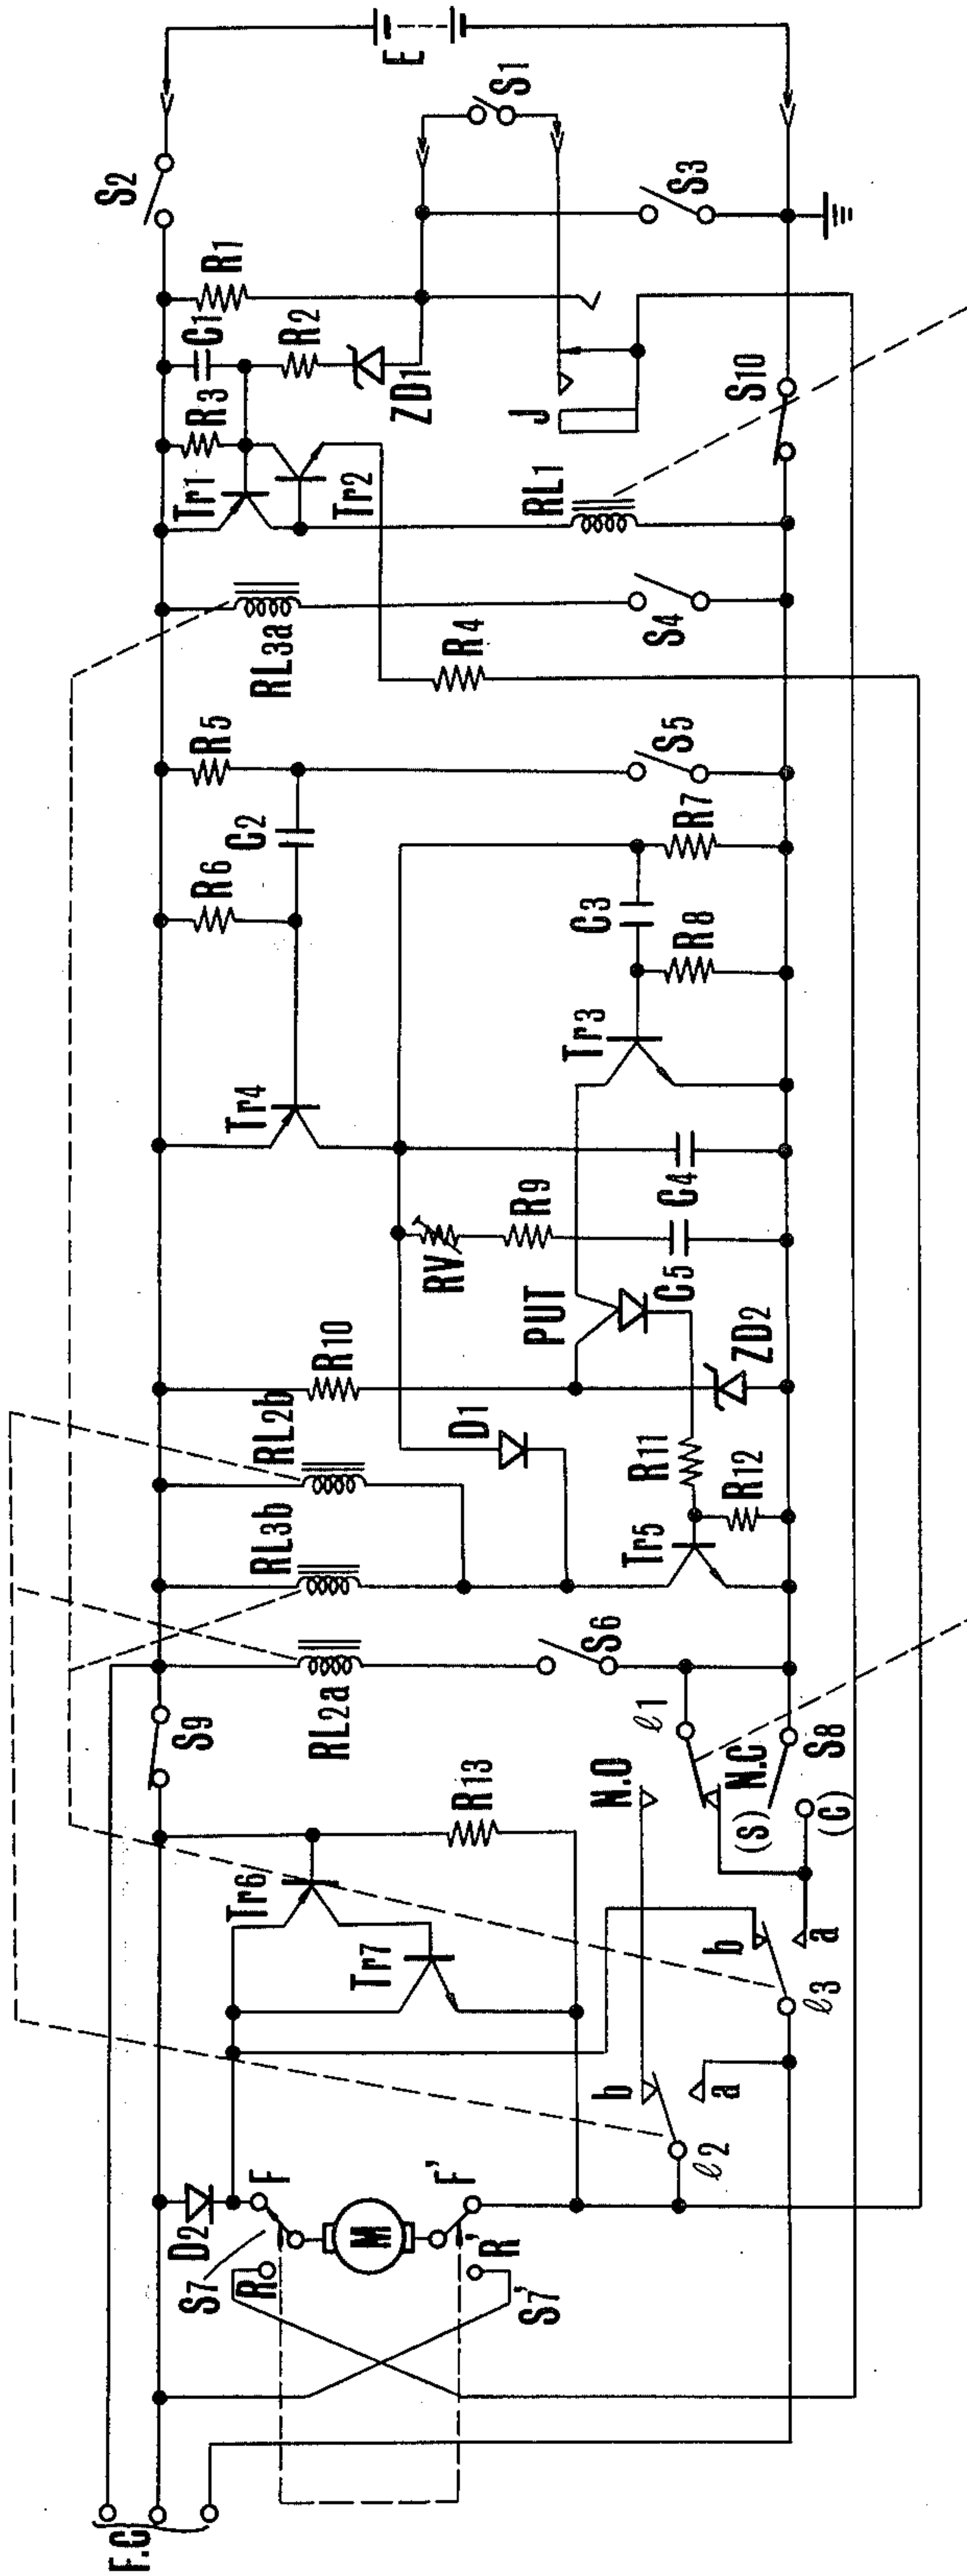 F.C
D2
S7
R
F
M
F'
R'
S7'
Tr6
Tr7
R13
S9
N.O
b
a
ℓ2
b
a
ℓ3
(S)
N.C
(C)
S8
ℓ1
RL2a
S6
RL3b
RL2b
D1
R10
Tr5
R11
R12
ZD2
PUT
RV
R9
C5
C4
Tr4
Tr3
R6
C2
R5
C3
R8
R7
S5
RL3a
R4
S4
Tr1
Tr2
R3
C1
R1
R2
ZD1
RL1
J
S10
S2
S1
S3
E